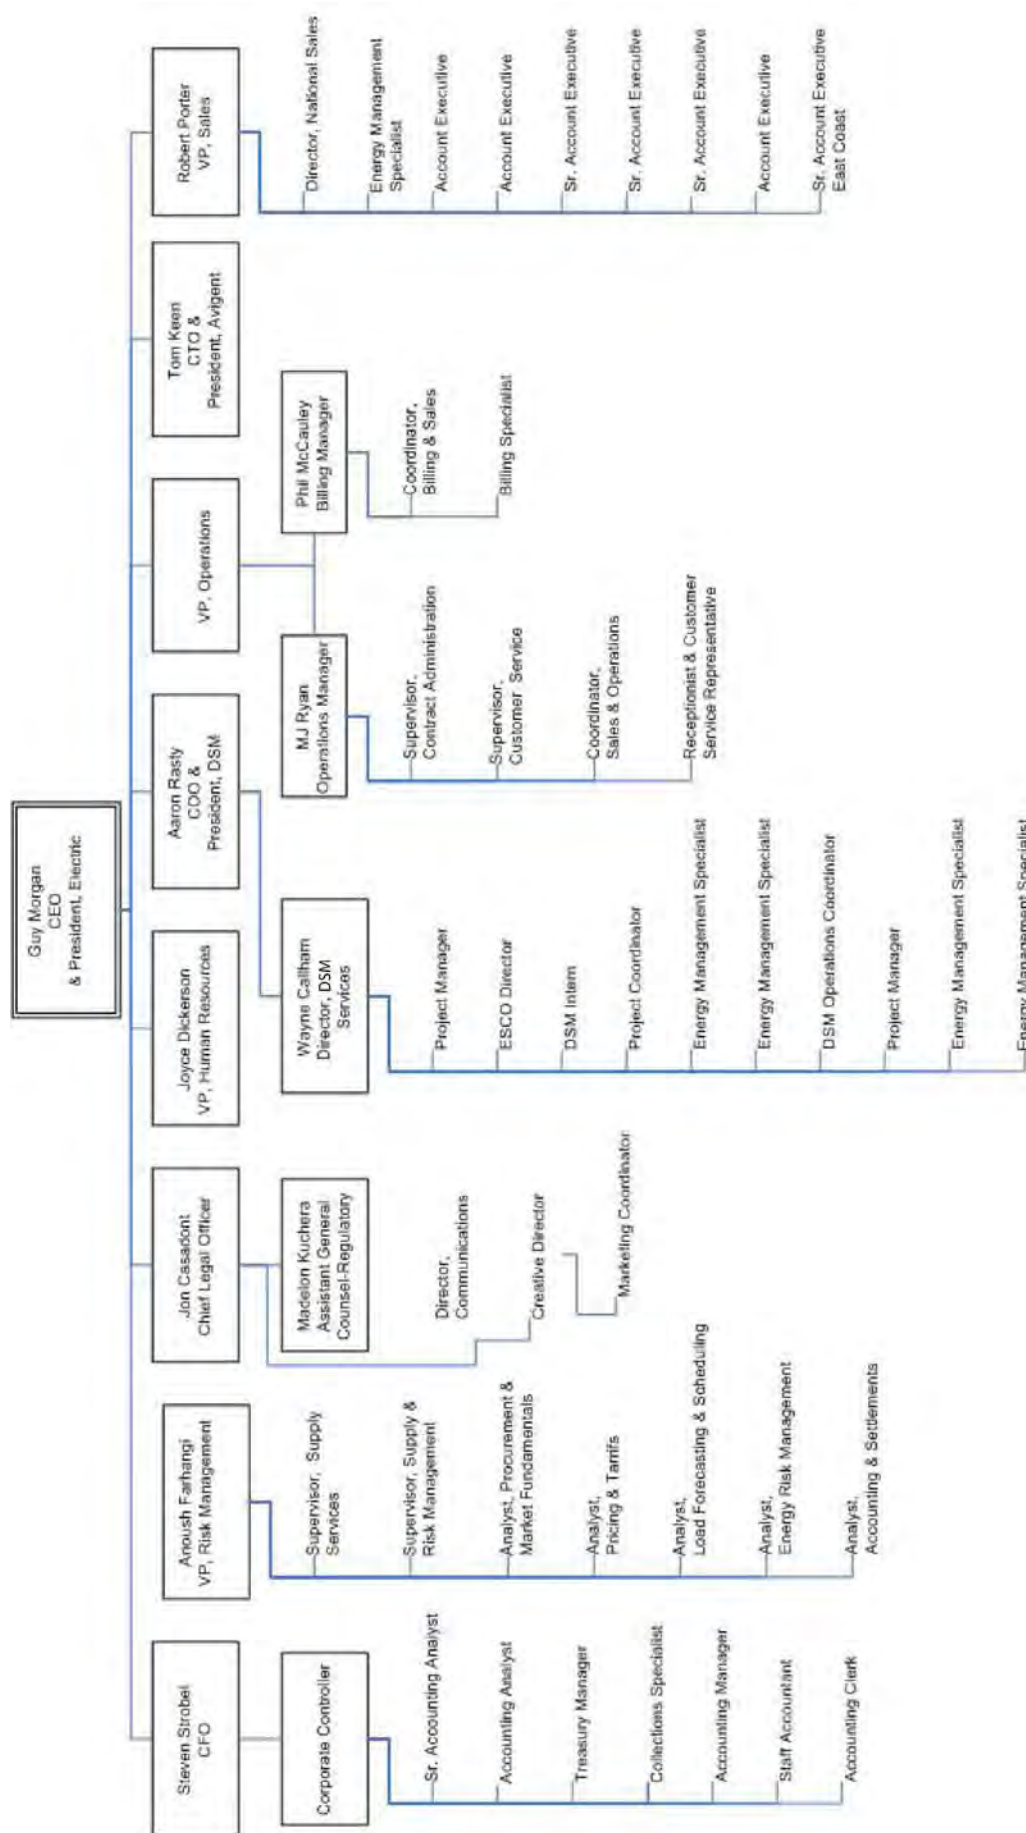 Guy Morgan
CEO
& President, Electric
Steven Strobel
CFO
Anoush Farhangi
VP, Risk Management
Jon Casadont
Chief Legal Officer
Joyce Dickerson
VP, Human Resources
Aaron Rasty
COO &
President, DSM
VP, Operations
Tom Keen
CTO &
President, Avigent
Robert Porter
VP, Sales
Corporate Controller
Sr. Accounting Analyst
Accounting Analyst
Treasury Manager
Collections Specialist
Accounting Manager
Staff Accountant
Accounting Clerk
Supervisor, Supply
Services
Supervisor, Supply &
Risk Management
Analyst, Procurement &
Market Fundamentals
Analyst,
Pricing & Tarrifs
Analyst,
Load Forecasting & Scheduling
Analyst,
Energy Risk Management
Analyst,
Accounting & Settlements
Madelon Kuchera
Assistant General
Counsel-Regulatory
Director,
Communications
Creative Director
Marketing Coordinator
Wayne Callham
Director, DSM
Services
Project Manager
ESCO Director
DSM Intern
Project Coordinator
Energy Management Specialist
Energy Management Specialist
DSM Operations Coordinator
Project Manager
Energy Management Specialist
Energy Management Specialist
MJ Ryan
Operations Manager
Supervisor,
Contract Administration
Supervisor,
Customer Service
Coordinator,
Sales & Operations
Receptionist & Customer
Service Representative
Phil McCauley
Billing Manager
Coordinator,
Billing & Sales
Billing Specialist
Director, National Sales
Energy Management
Specialist
Account Executive
Account Executive
Sr. Account Executive
Sr. Account Executive
Sr. Account Executive
Account Executive
Sr. Account Executive
East Coast